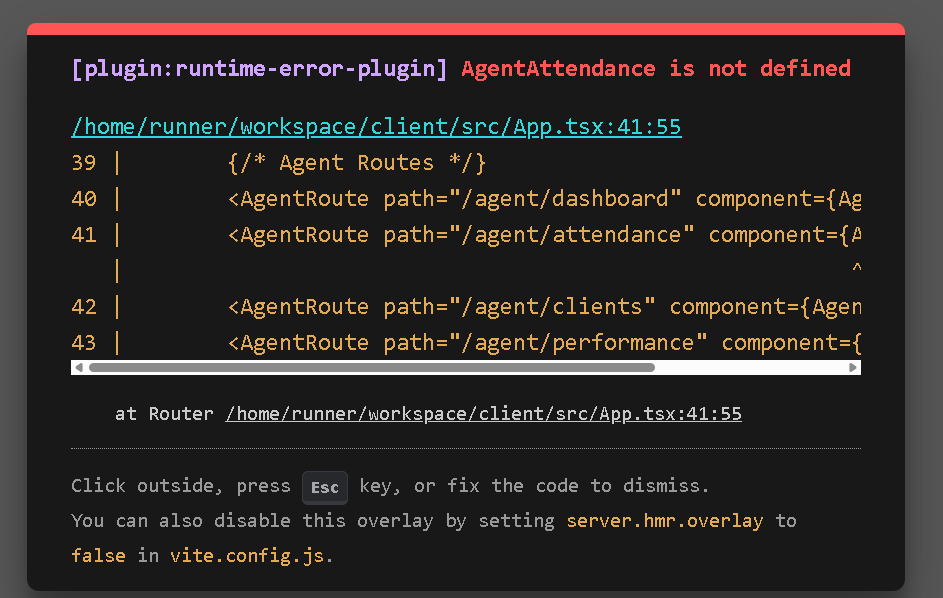 [plugin:runtime-error-plugin] AgentAttendance is not defined
/home/runner/workspace/client/src/App.tsx:41:55
39 |        {/* Agent Routes */}
40 |        <AgentRoute path="/agent/dashboard" component={Ag
41 |        <AgentRoute path="/agent/attendance" component={A
   |                                                         ^
42 |        <AgentRoute path="/agent/clients" component={Agen
43 |        <AgentRoute path="/agent/performance" component={
at Router /home/runner/workspace/client/src/App.tsx:41:55
Click outside, press Esc key, or fix the code to dismiss.
You can also disable this overlay by setting server.hmr.overlay to
false in vite.config.js.